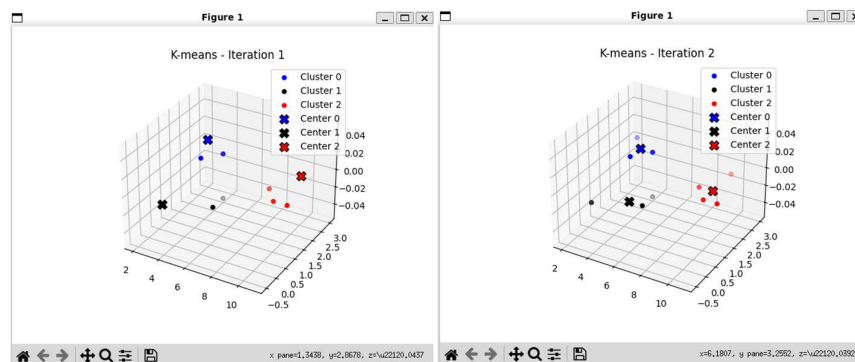 Figure 1
K-means - Iteration 1
Cluster 0
Cluster 1
Cluster 2
Center 0
Center 1
Center 2
0.04
0.02
0.00
−0.02
−0.04
3.0
2.5
2.0
1.5
1.0
0.5
0.0
−0.5
2
4
6
8
10
x pane=1.3438, y=2.8678, z=\u22120.0437
Figure 1
K-means - Iteration 2
Cluster 0
Cluster 1
Cluster 2
Center 0
Center 1
Center 2
0.04
0.02
0.00
−0.02
−0.04
3.0
2.5
2.0
1.5
1.0
0.5
0.0
−0.5
2
4
6
8
10
x=6.1807, y pane=3.2552, z=\u22120.0392